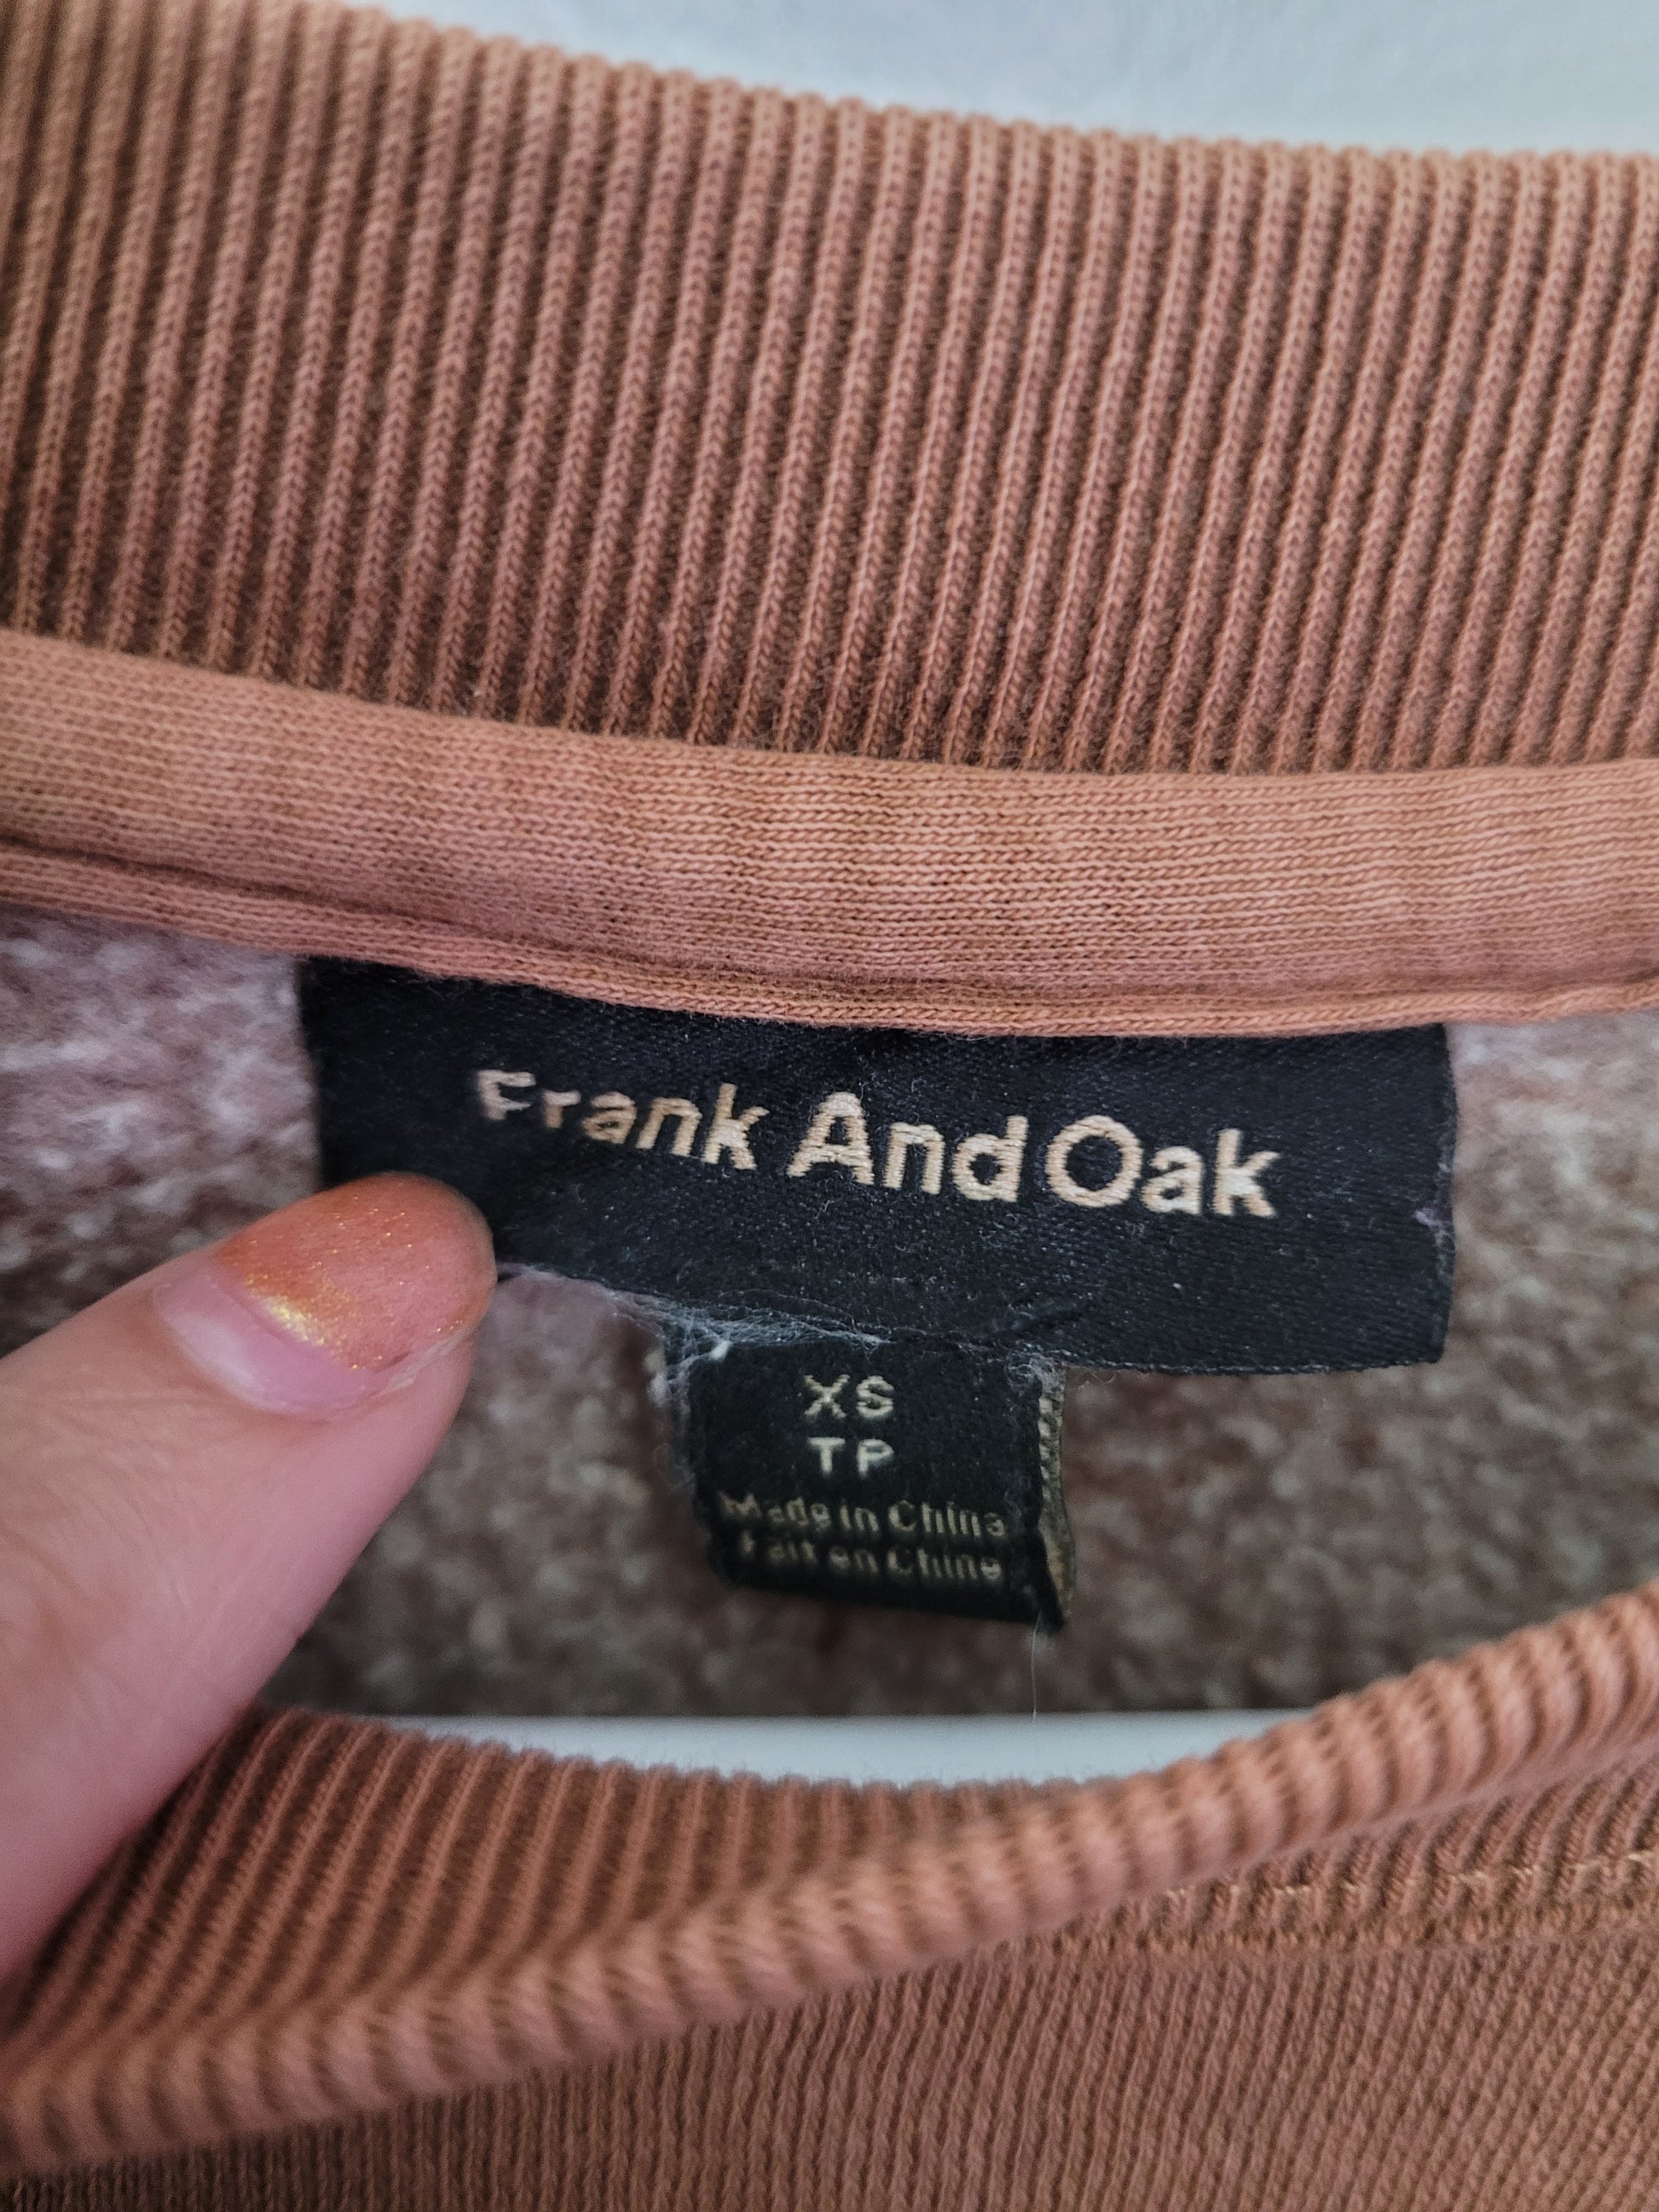 Frank And Oak
XS
TP
Made in China
Fait en Chine